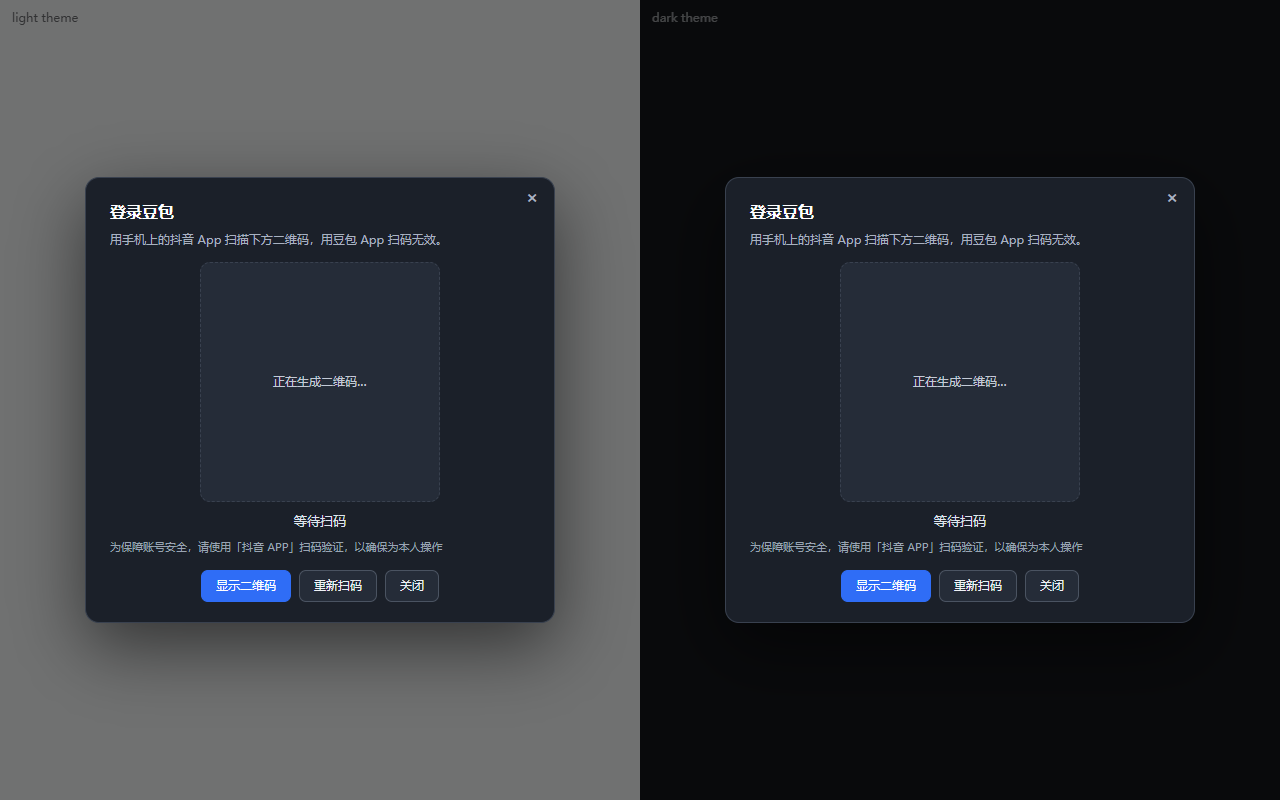 light theme
×
登录豆包
用手机上的抖音 App 扫描下方二维码，用豆包 App 扫码无效。
正在生成二维码...
等待扫码
为保障账号安全，请使用「抖音 APP」扫码验证，以确保为本人操作
显示二维码 重新扫码 关闭
dark theme
×
登录豆包
用手机上的抖音 App 扫描下方二维码，用豆包 App 扫码无效。
正在生成二维码...
等待扫码
为保障账号安全，请使用「抖音 APP」扫码验证，以确保为本人操作
显示二维码 重新扫码 关闭